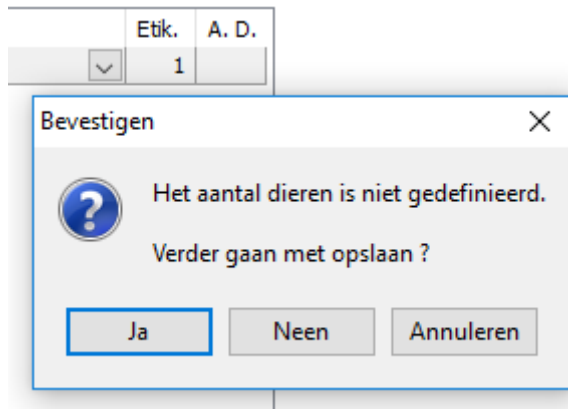 Etik. A. D.
1
Bevestigen
Het aantal dieren is niet gedefinieerd.
Verder gaan met opslaan ?
Ja Neen Annuleren